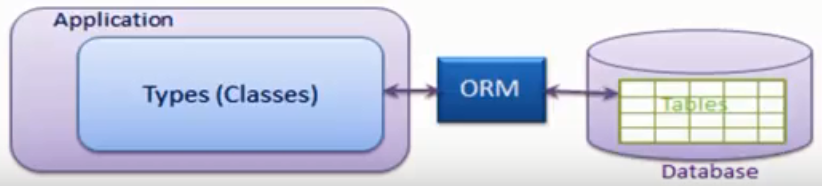 Application
Types (Classes)
ORM
Tables
Database